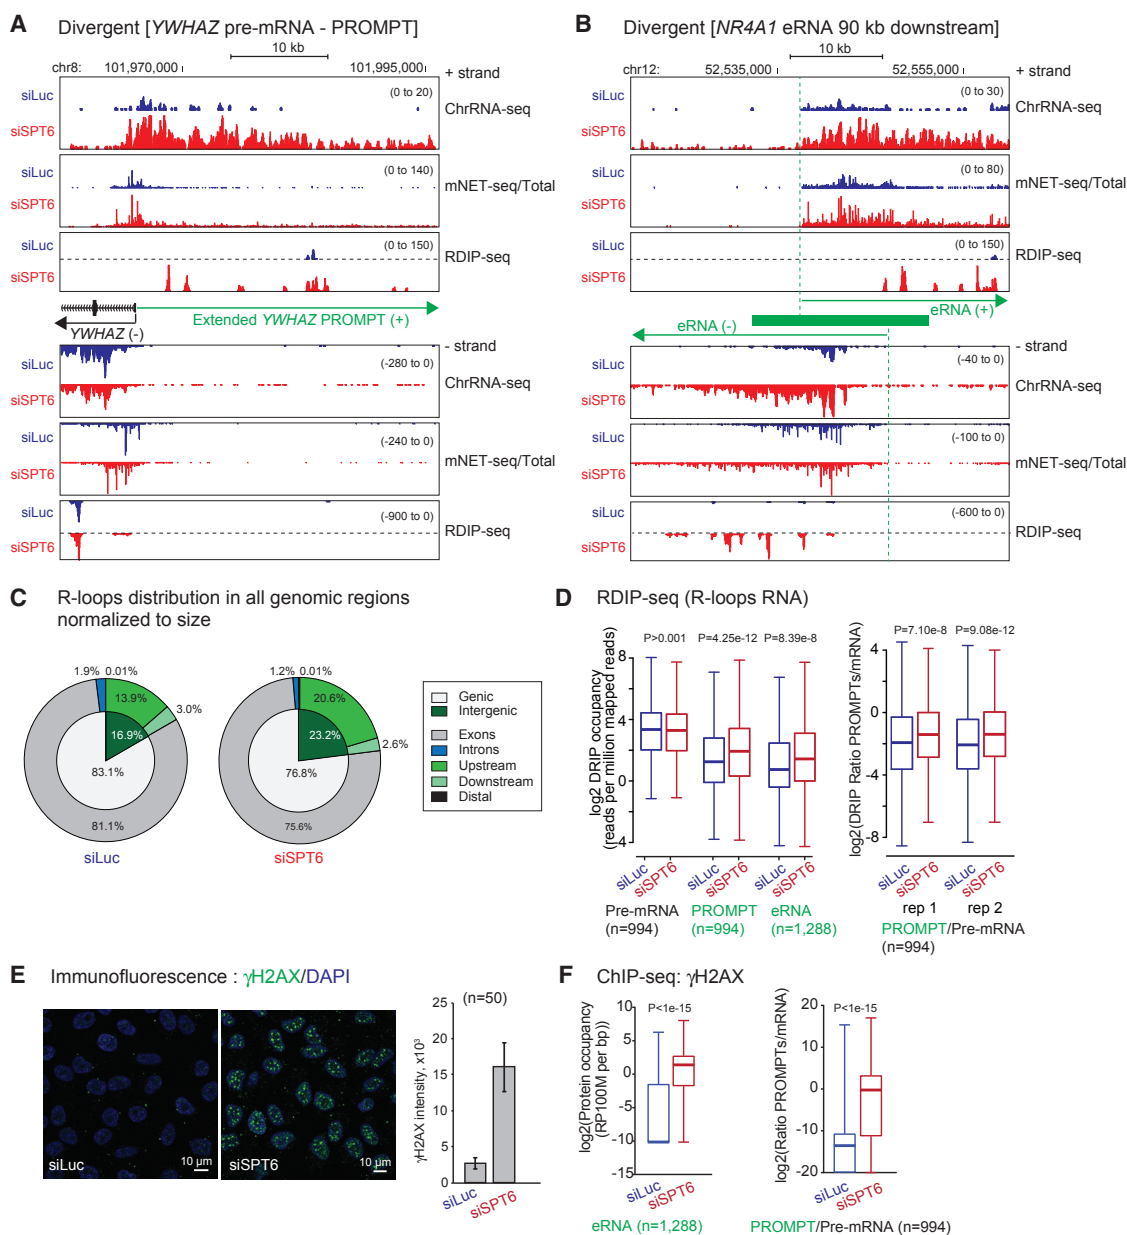 A Divergent [YWHAZ pre-mRNA - PROMPT]
10 kb
chr8: 101,970,000 101,995,000 + strand
siLuc (0 to 20) ChrRNA-seq
siSPT6
siLuc (0 to 140) mNET-seq/Total
siSPT6
siLuc (0 to 150) RDIP-seq
siSPT6
Extended YWHAZ PROMPT (+)
YWHAZ (-)
- strand
siLuc (-280 to 0) ChrRNA-seq
siSPT6
siLuc (-240 to 0) mNET-seq/Total
siSPT6
siLuc (-900 to 0) RDIP-seq
siSPT6
B Divergent [NR4A1 eRNA 90 kb downstream]
10 kb
chr12: 52,535,000 52,555,000 + strand
siLuc (0 to 30) ChrRNA-seq
siSPT6
siLuc (0 to 80) mNET-seq/Total
siSPT6
siLuc (0 to 150) RDIP-seq
siSPT6
eRNA (+)
eRNA (-)
- strand
siLuc (-40 to 0) ChrRNA-seq
siSPT6
siLuc (-100 to 0) mNET-seq/Total
siSPT6
siLuc (-600 to 0) RDIP-seq
siSPT6
C R-loops distribution in all genomic regions
normalized to size
1.9% 0.01%
13.9%
3.0%
16.9%
83.1%
81.1%
siLuc
1.2% 0.01%
20.6%
2.6%
23.2%
76.8%
75.6%
siSPT6
Genic
Intergenic
Exons
Introns
Upstream
Downstream
Distal
D RDIP-seq (R-loops RNA)
log2 DRIP occupancy
(reads per million mapped reads)
8
4
0
-4
P>0.001 P=4.25e-12 P=8.39e-8
siLuc siSPT6 siLuc siSPT6 siLuc siSPT6
Pre-mRNA PROMPT eRNA
(n=994) (n=994) (n=1,288)
log2(DRIP Ratio PROMPTs/mRNA)
4
0
-4
-8
P=7.10e-8 P=9.08e-12
siLuc siSPT6 siLuc siSPT6
rep 1 rep 2
PROMPT/Pre-mRNA
(n=994)
E Immunofluorescence : γH2AX/DAPI
siLuc 10 µm
siSPT6 10 µm
γH2AX intensity, x10³
25
20
15
10
5
0
(n=50)
siLuc siSPT6
F ChIP-seq: γH2AX
log2(Protein occupancy
(RP100M per bp))
10
5
0
-5
-10
-15
P<1e-15
siLuc siSPT6
eRNA (n=1,288)
log2(Ratio PROMPTs/mRNA)
20
10
0
-10
-20
P<1e-15
siLuc siSPT6
PROMPT/Pre-mRNA (n=994)